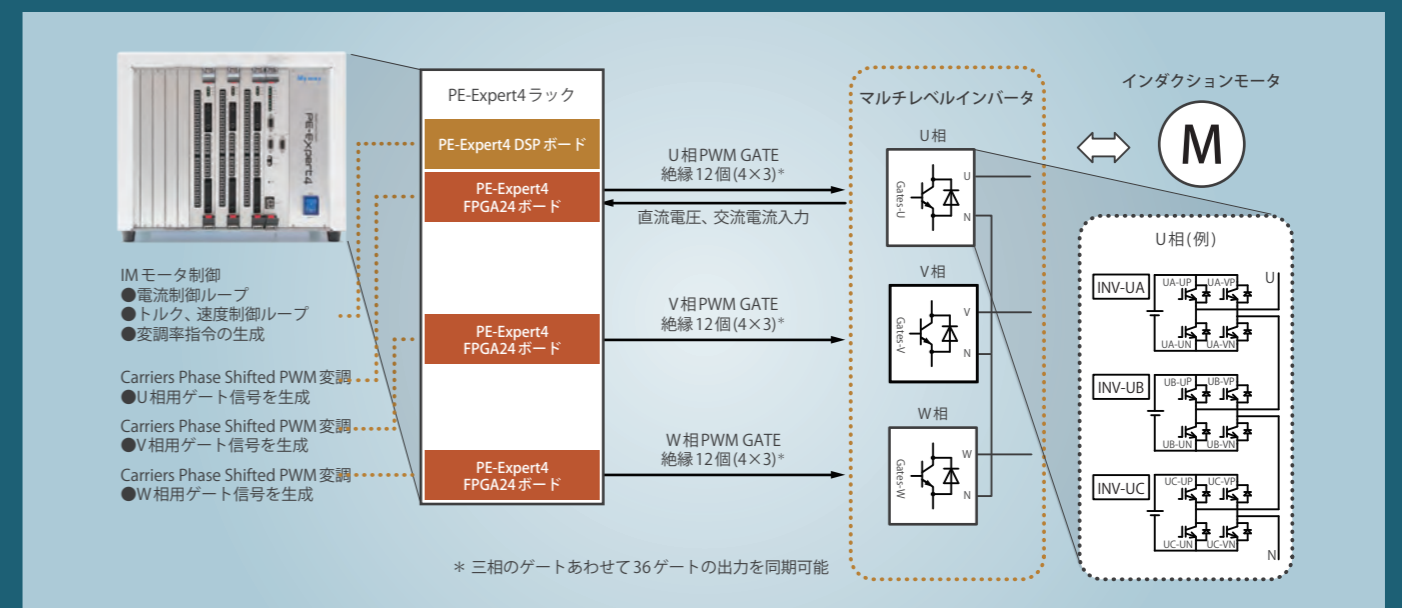 Myway
PE-Expert4
IMモータ制御
●電流制御ループ
●トルク、速度制御ループ
●変調率指令の生成
Carriers Phase Shifted PWM変調
●U相用ゲート信号を生成
Carriers Phase Shifted PWM変調
●V相用ゲート信号を生成
Carriers Phase Shifted PWM変調
●W相用ゲート信号を生成
PE-Expert4ラック
PE-Expert4 DSPボード
PE-Expert4
FPGA24ボード
PE-Expert4
FPGA24ボード
PE-Expert4
FPGA24ボード
U相PWM GATE
絶縁12個(4×3)*
直流電圧、交流電流入力
V相PWM GATE
絶縁12個(4×3)*
W相PWM GATE
絶縁12個(4×3)*
＊ 三相のゲートあわせて36ゲートの出力を同期可能
マルチレベルインバータ
U相
Gates-U
U
N
V相
Gates-V
V
N
W相
Gates-W
W
N
インダクションモータ
M
U相(例)
INV-UA
UA-UP UA-VP
UA-UN UA-VN
U
INV-UB
UB-UP UB-VP
UB-UN UB-VN
INV-UC
UC-UP UC-VP
UC-UN UC-VN
N